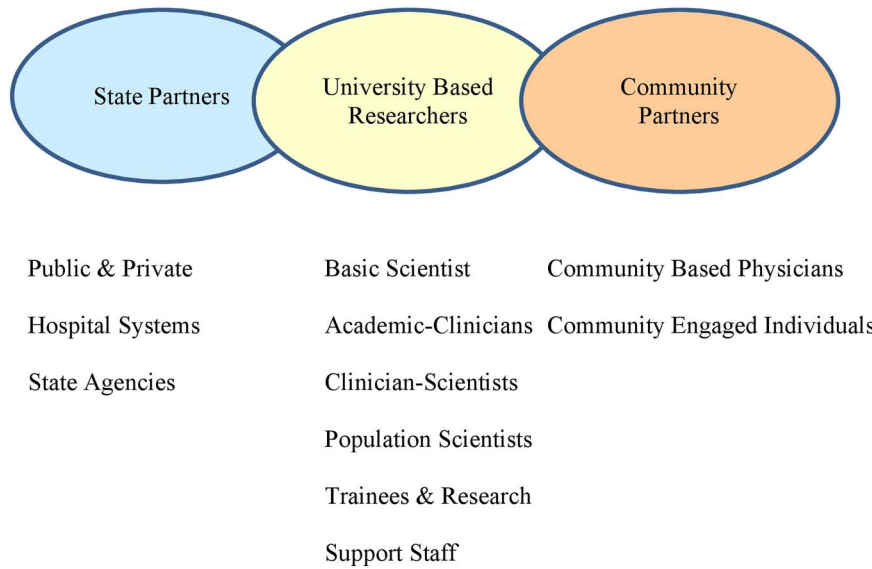 State Partners
University Based
Researchers
Community
Partners
Public & Private
Hospital Systems
State Agencies
Basic Scientist
Academic-Clinicians
Clinician-Scientists
Population Scientists
Trainees & Research
Support Staff
Community Based Physicians
Community Engaged Individuals